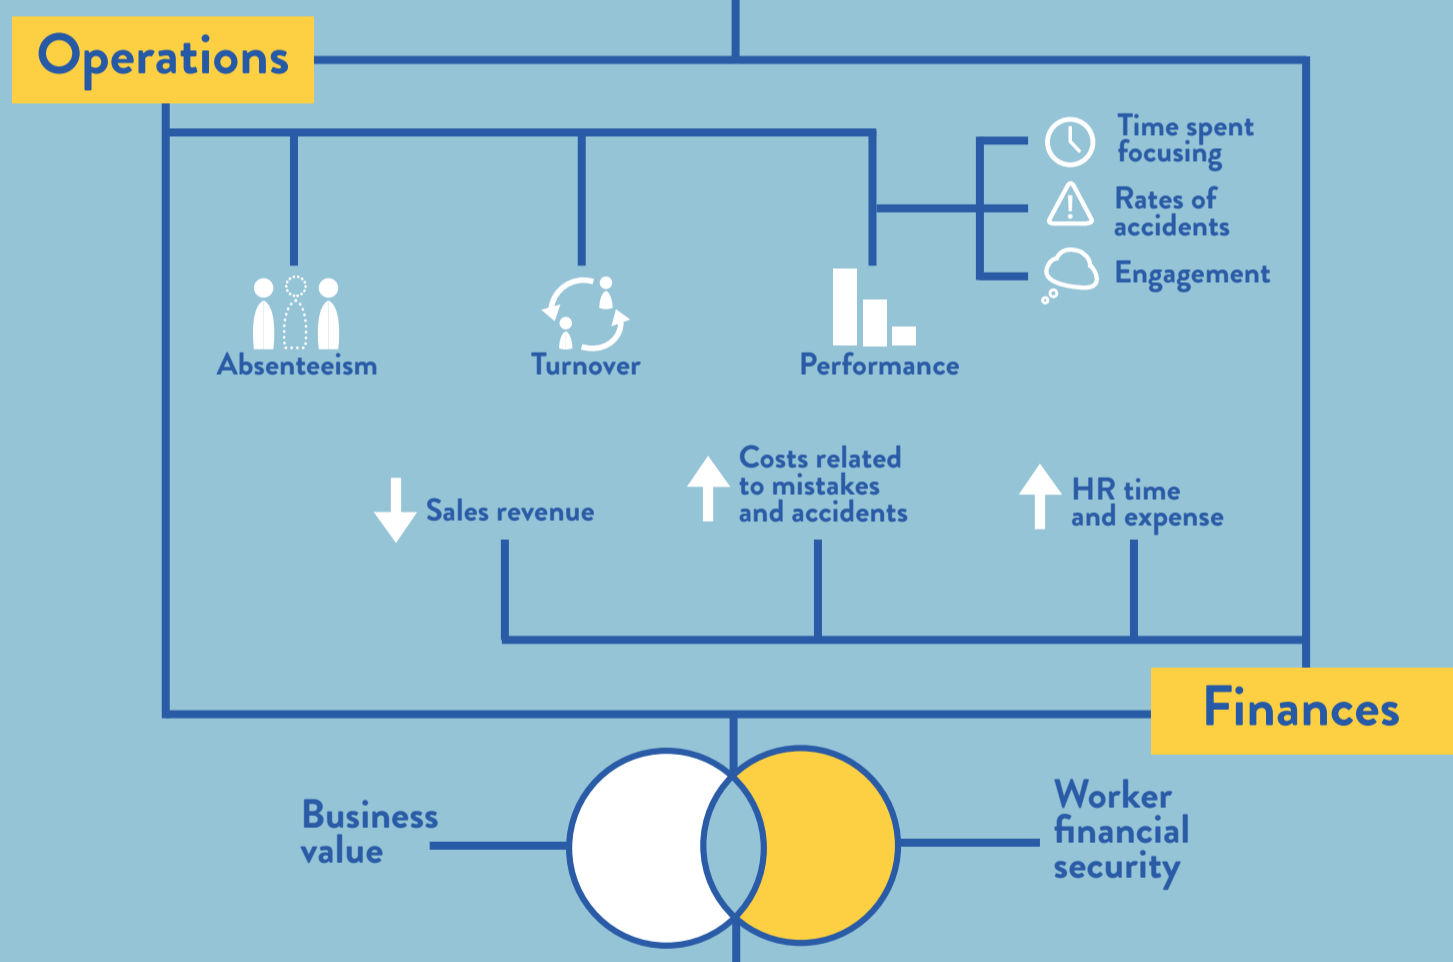 Operations
Time spent
focusing
Rates of
accidents
Engagement
Absenteeism
Turnover
Performance
Sales revenue
Costs related
to mistakes
and accidents
HR time
and expense
Finances
Business
value
Worker
financial
security